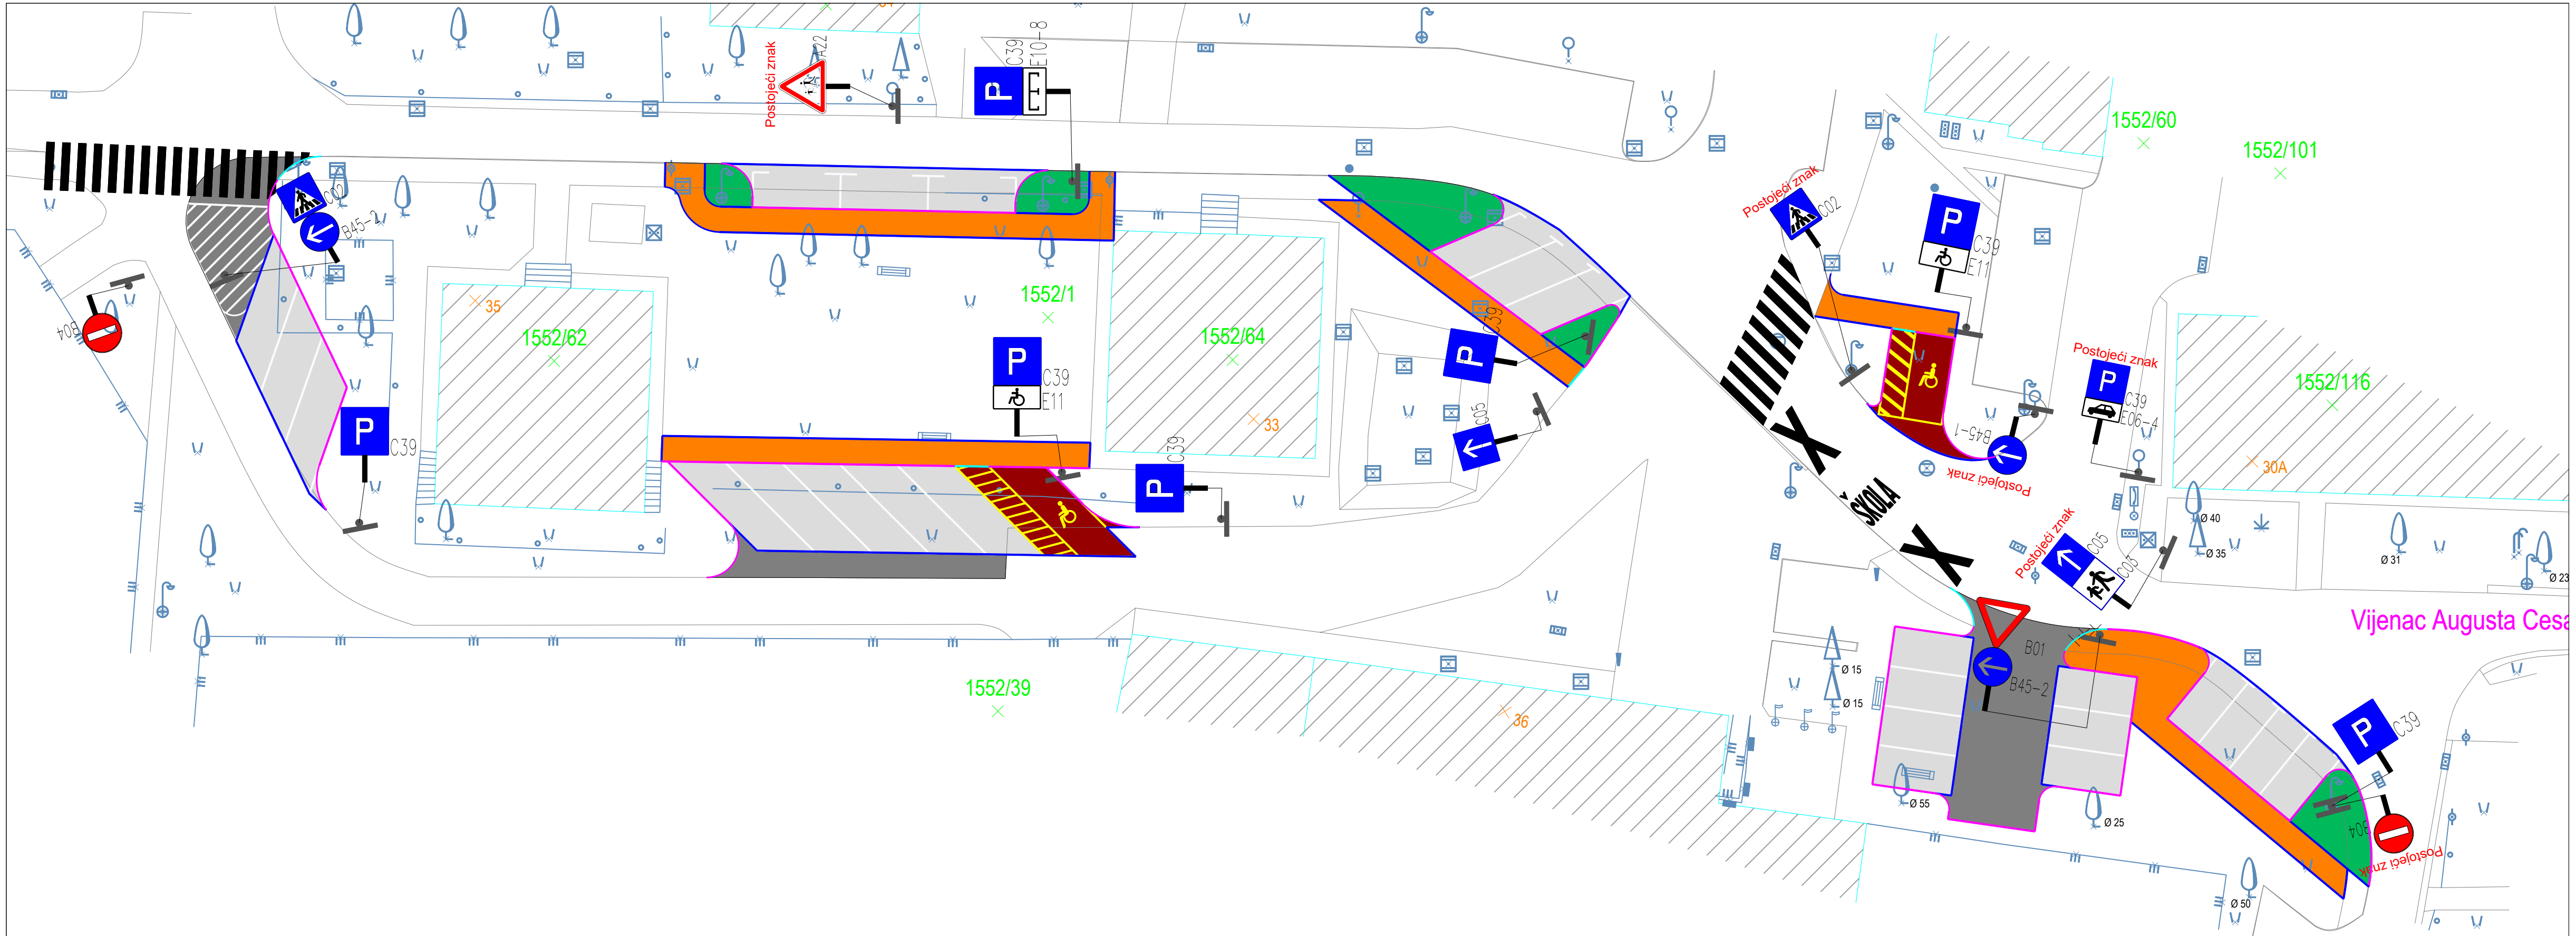 Postojeći znak
A22
C39
E10-8
P
C02
B45-2
B04
35
1552/62
P
C39
1552/1
P
C39
E11
1552/64
33
P
C39
P
C39
C05
1552/39
36
Postojeći znak
C02
P
C39
E11
1552/60
1552/101
B45-1
Postojeći znak
Postojeći znak
P
C39
E06-4
1552/116
30A
ŠKOLA
Postojeći znak
C05
C03
Ø 40
Ø 35
Ø 31
Ø 23
Vijenac Augusta Cesa
B01
B45-2
Ø 15
Ø 15
Ø 55
Ø 25
Ø 50
P
C39
B04
Postojeći znak